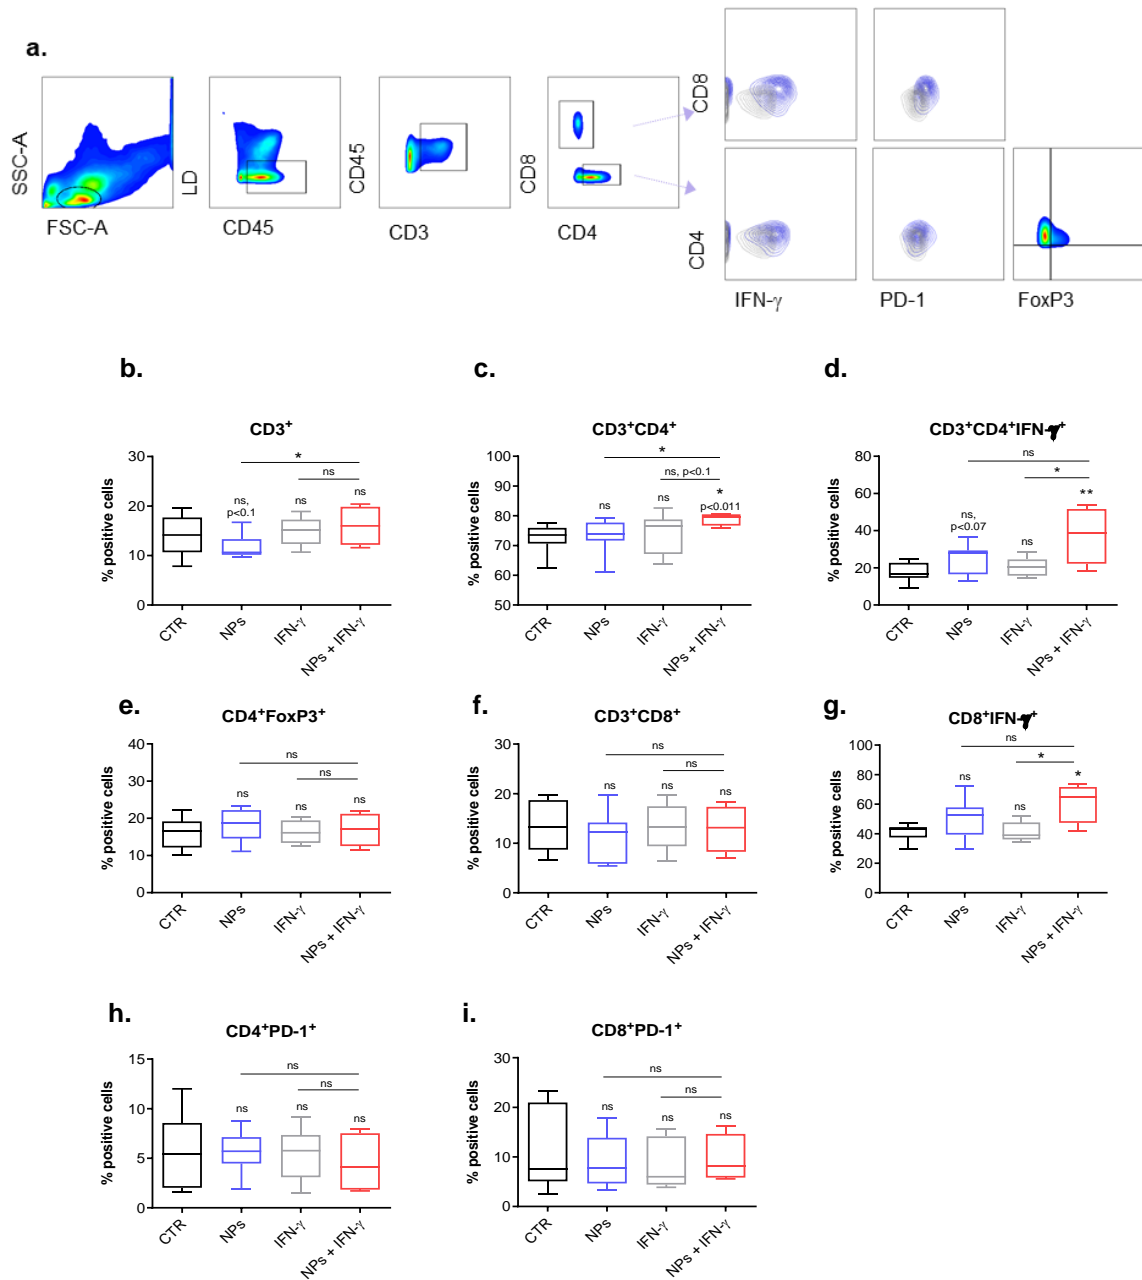 a.
SSC-A
FSC-A
LD
CD45
CD45
CD3
CD8
CD4
CD8
CD4
IFN-γ
PD-1
FoxP3
b.
CD3+
% positive cells
30
20
10
0
ns,
p<0.1
ns
ns
*
ns
CTR
NPs
IFN-γ
NPs + IFN-γ
c.
CD3+CD4+
% positive cells
100
90
80
70
60
50
*
ns, p<0.1
ns
ns
*
p<0.011
CTR
NPs
IFN-γ
NPs + IFN-γ
d.
CD3+CD4+IFN-γ+
% positive cells
80
60
40
20
0
ns
*
**
ns,
p<0.07
ns
CTR
NPs
IFN-γ
NPs + IFN-γ
e.
CD4+FoxP3+
% positive cells
40
30
20
10
0
ns
ns
ns
ns
ns
CTR
NPs
IFN-γ
NPs + IFN-γ
f.
CD3+CD8+
% positive cells
30
20
10
0
ns
ns
ns
ns
ns
CTR
NPs
IFN-γ
NPs + IFN-γ
g.
CD8+IFN-γ+
% positive cells
100
80
60
40
20
0
ns
*
ns
ns
*
CTR
NPs
IFN-γ
NPs + IFN-γ
h.
CD4+PD-1+
% positive cells
15
10
5
0
ns
ns
ns
ns
ns
CTR
NPs
IFN-γ
NPs + IFN-γ
i.
CD8+PD-1+
% positive cells
30
20
10
0
ns
ns
ns
ns
ns
CTR
NPs
IFN-γ
NPs + IFN-γ